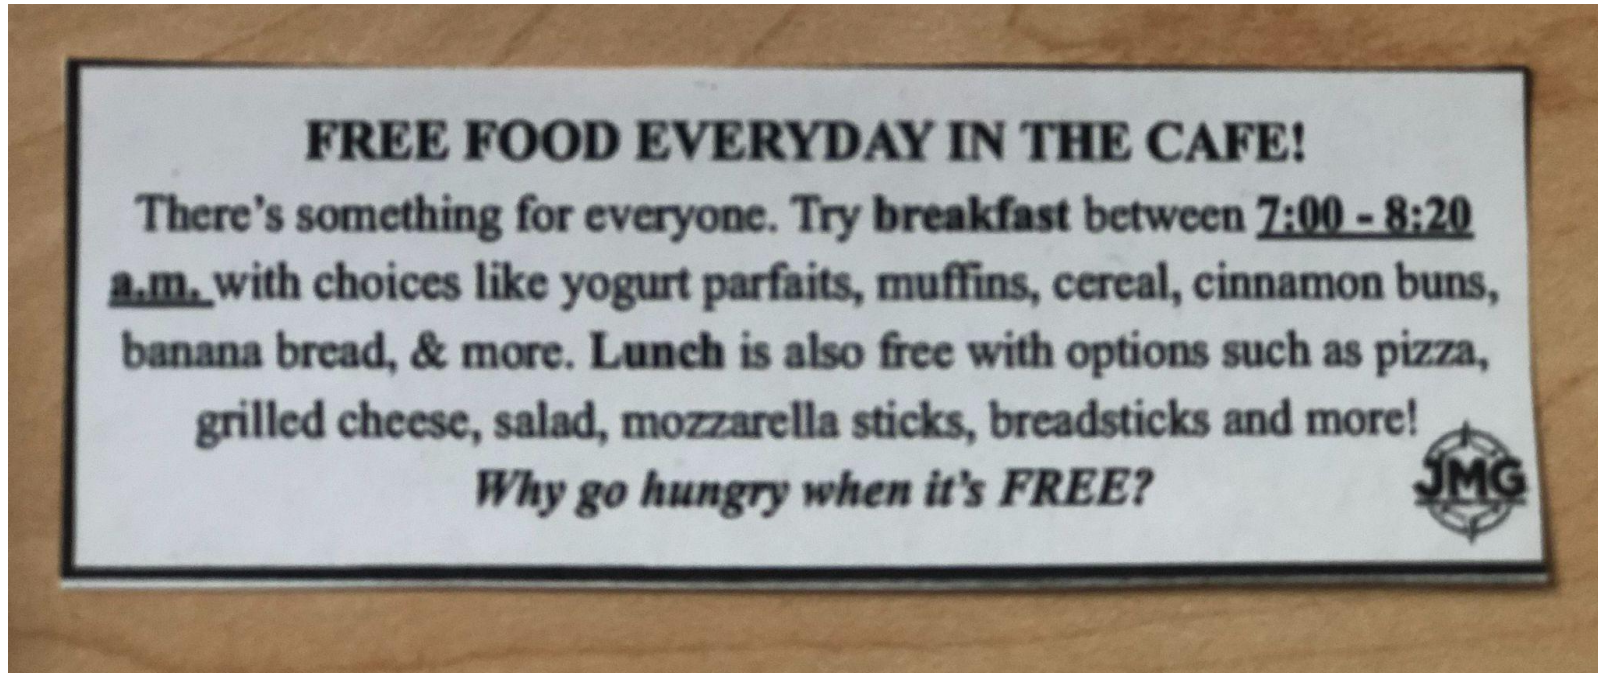 FREE FOOD EVERYDAY IN THE CAFE!
There's something for everyone. Try breakfast between 7:00 - 8:20
a.m. with choices like yogurt parfaits, muffins, cereal, cinnamon buns,
banana bread, & more. Lunch is also free with options such as pizza,
grilled cheese, salad, mozzarella sticks, breadsticks and more!
Why go hungry when it's FREE?
JMG